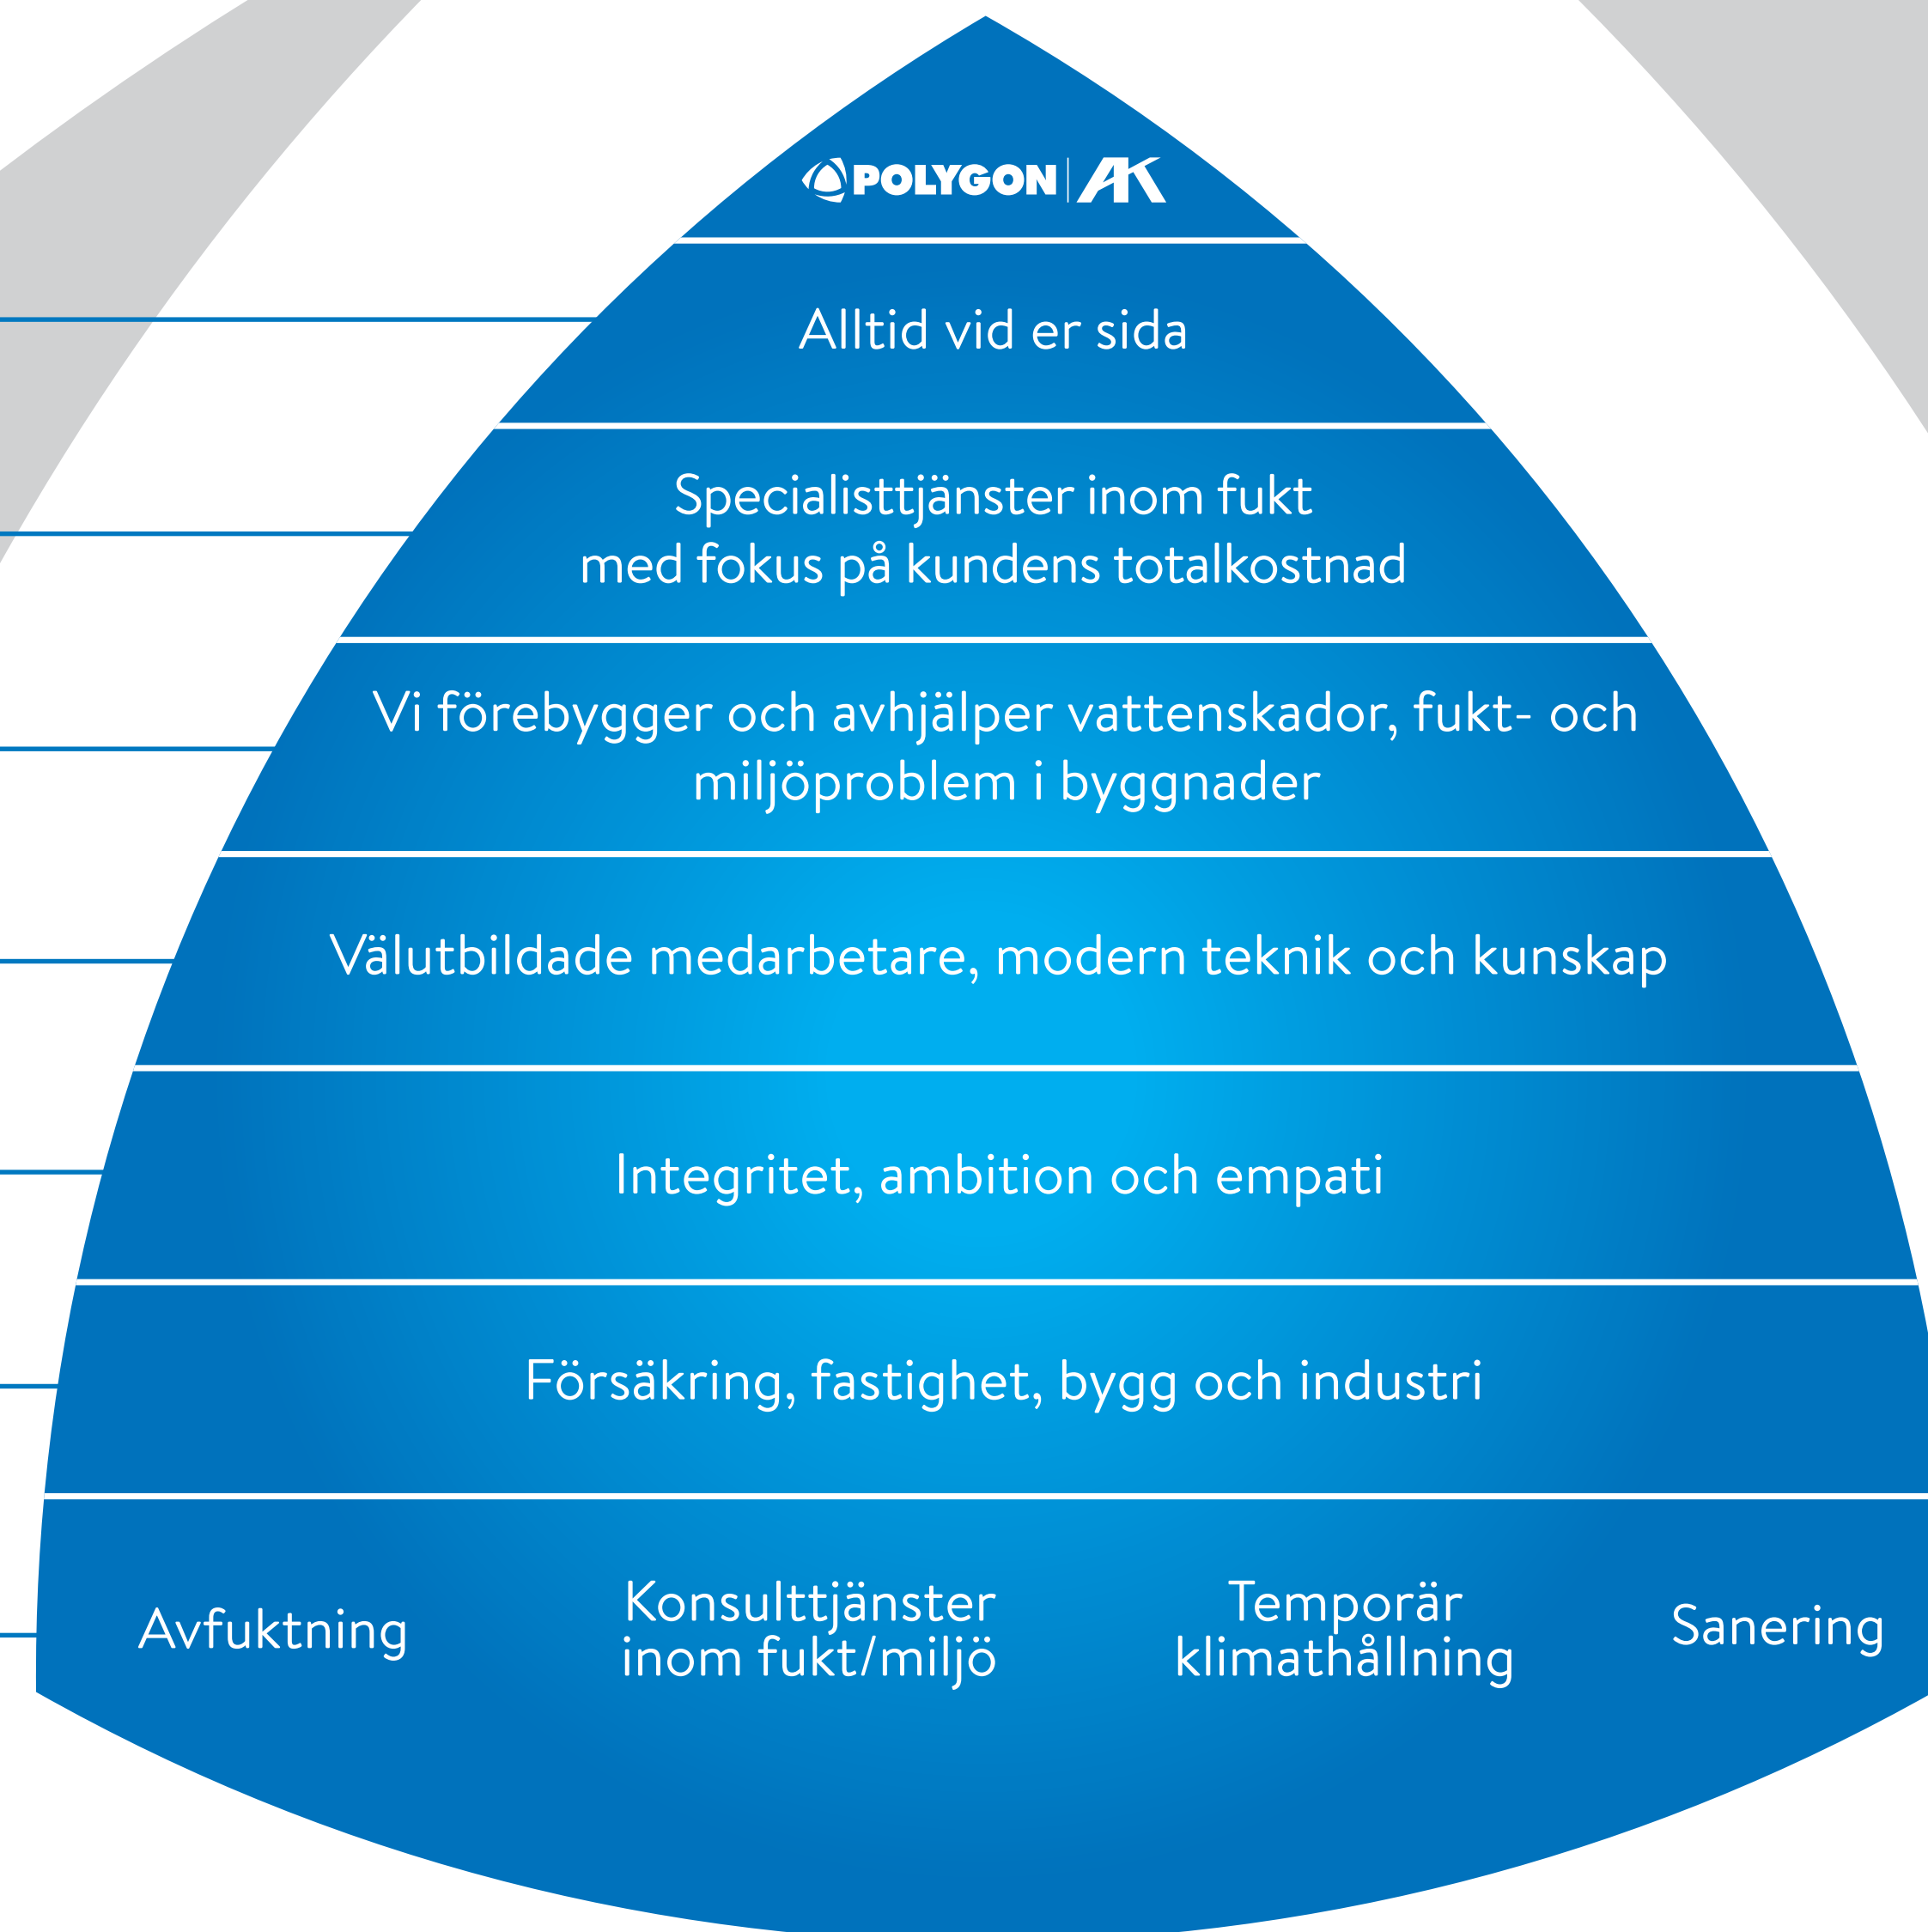 POLYGON | AK
Alltid vid er sida
Specialisttjänster inom fukt
med fokus på kunden totalkostnad
Vi förebygger och avhjälper vattenskador, fukt- och
miljöproblem i byggnader
Välutbildade medarbetare, modern teknik och kunskap
Integritet, ambition och empati
Försäkring, fastighet, bygg och industri
Avfuktning
Konsulttjänster
inom fukt/miljö
Temporär
klimathållning
Sanering